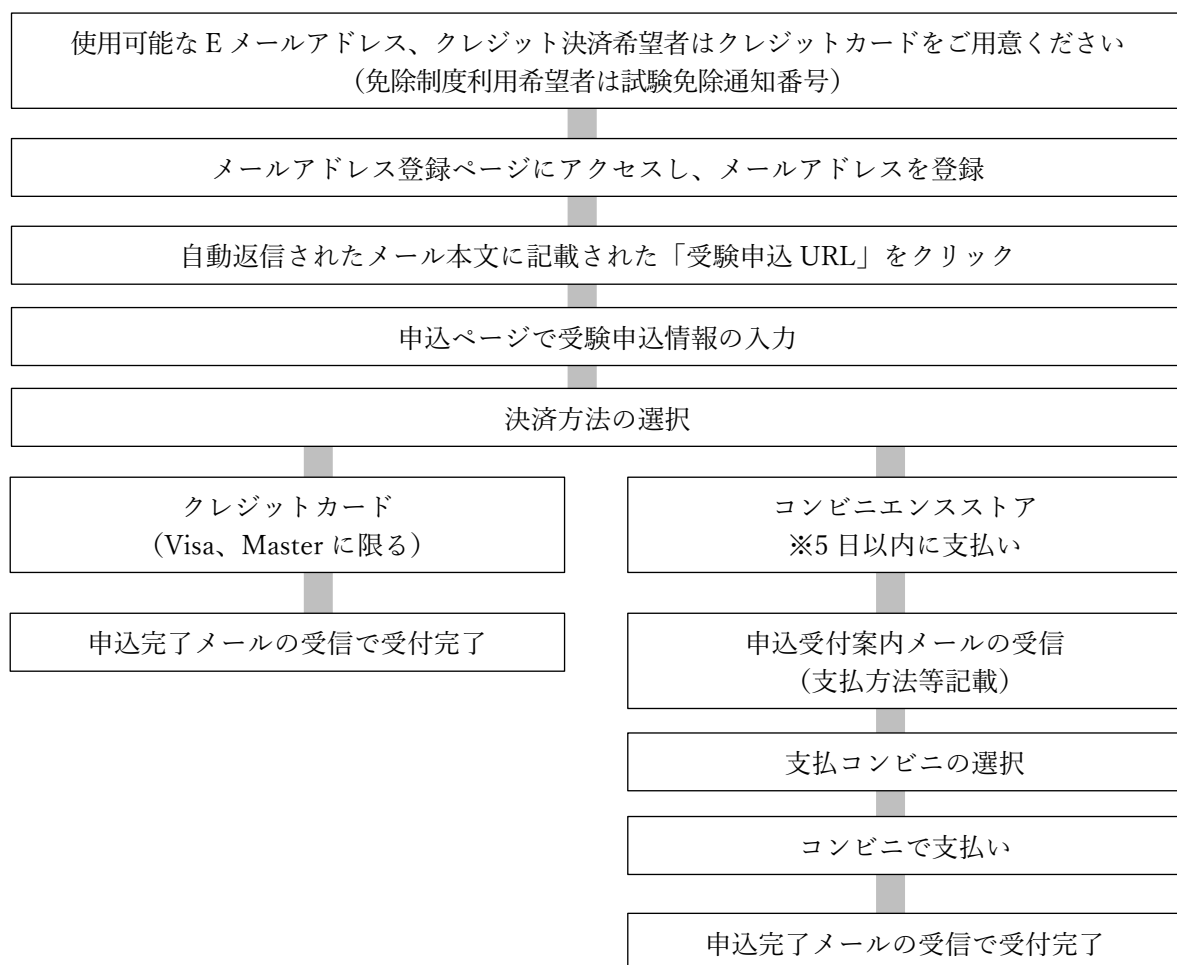 使用可能な E メールアドレス、クレジット決済希望者はクレジットカードをご用意ください
（免除制度利用希望者は試験免除通知番号）
メールアドレス登録ページにアクセスし、メールアドレスを登録
自動返信されたメール本文に記載された「受験申込 URL」をクリック
申込ページで受験申込情報の入力
決済方法の選択
クレジットカード
（Visa、Master に限る）
申込完了メールの受信で受付完了
コンビニエンスストア
※5 日以内に支払い
申込受付案内メールの受信
（支払方法等記載）
支払コンビニの選択
コンビニで支払い
申込完了メールの受信で受付完了